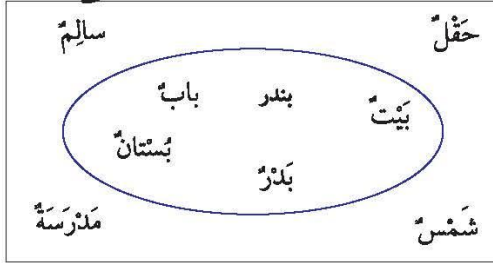 حَقْلٌ سالِمٌ
بَيْتٌ بندر بابٌ
بُسْتانٌ
بَدْرٌ
شَمْسٌ مَدْرَسَةٌ